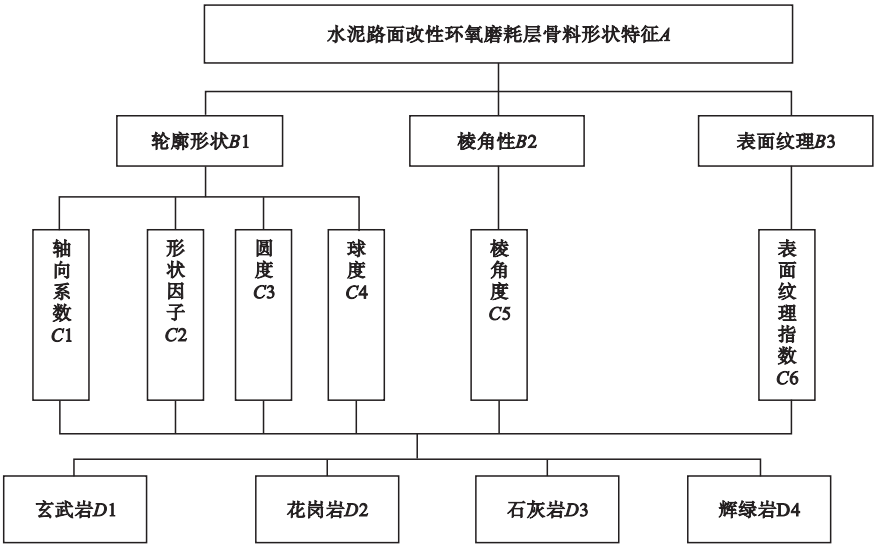 水泥路面改性环氧磨耗层骨料形状特征A
轮廓形状B1
棱角性B2
表面纹理B3
轴向系数C1
形状因子C2
圆度C3
球度C4
棱角度C5
表面纹理指数C6
玄武岩D1
花岗岩D2
石灰岩D3
辉绿岩D4